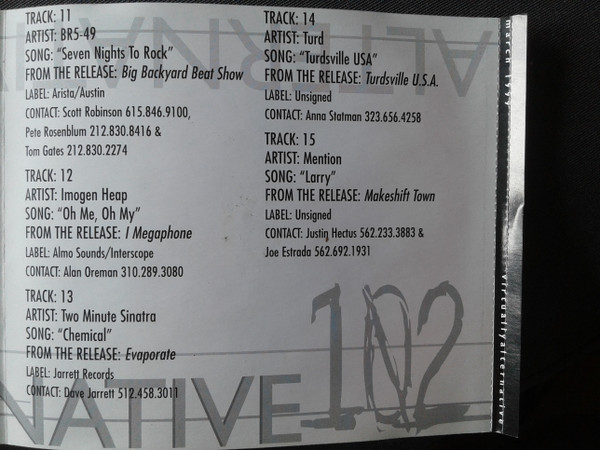 TRACK: 11
ARTIST: BR5-49
SONG: "Seven Nights To Rock"
FROM THE RELEASE: Big Backyard Beat Show
LABEL: Arista/Austin
CONTACT: Scott Robinson 615.846.9100,
Pete Rosenblum 212.830.8416 &
Tom Gates 212.830.2274
TRACK: 12
ARTIST: Imogen Heap
SONG: "Oh Me, Oh My"
FROM THE RELEASE: I Megaphone
LABEL: Almo Sounds/Interscope
CONTACT: Alan Oreman 310.289.3080
TRACK: 13
ARTIST: Two Minute Sinatra
SONG: "Chemical"
FROM THE RELEASE: Evaporate
LABEL: Jarrett Records
CONTACT: Dave Jarrett 512.458.3011
TRACK: 14
ARTIST: Turd
SONG: "Turdsville USA"
FROM THE RELEASE: Turdsville U.S.A.
LABEL: Unsigned
CONTACT: Anna Statman 323.656.4258
TRACK: 15
ARTIST: Mention
SONG: "Larry"
FROM THE RELEASE: Makeshift Town
LABEL: Unsigned
CONTACT: Justin Hectus 562.233.3883 &
Joe Estrada 562.692.1931
ALTERNA
NATIVE
102
march 1999
virtuallyalternative